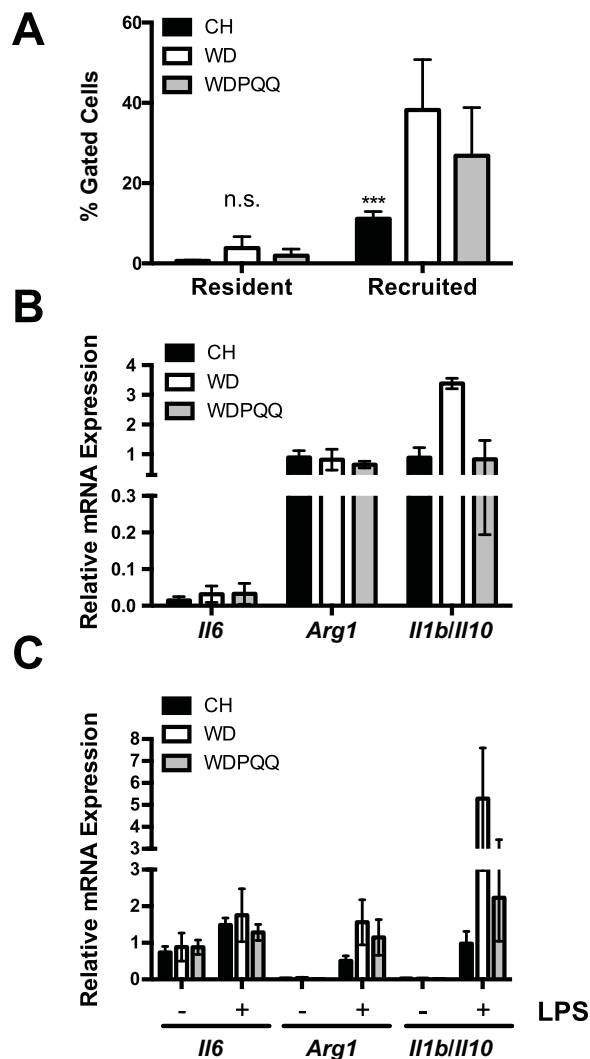 A
CH
WD
WDPQQ
% Gated Cells
60
40
20
0
n.s.
***
Resident
Recruited
B
CH
WD
WDPQQ
Relative mRNA Expression
4
3
2
1
0.3
0.2
0.1
0.0
Il6
Arg1
Il1b/Il10
C
CH
WD
WDPQQ
Relative mRNA Expression
8
7
6
5
4
3
3
2
1
0
- + - + - + LPS
Il6
Arg1
Il1b/Il10